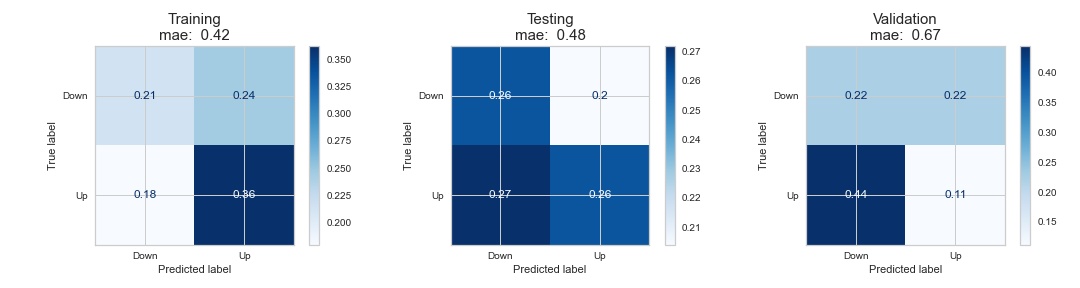 Training
mae: 0.42
Down
Up
True label
0.21
0.24
0.18
0.36
Down
Up
Predicted label
0.350
0.325
0.300
0.275
0.250
0.225
0.200
Testing
mae: 0.48
Down
Up
True label
0.26
0.2
0.27
0.26
Down
Up
Predicted label
0.27
0.26
0.25
0.24
0.23
0.22
0.21
Validation
mae: 0.67
Down
Up
True label
0.22
0.22
0.44
0.11
Down
Up
Predicted label
0.40
0.35
0.30
0.25
0.20
0.15